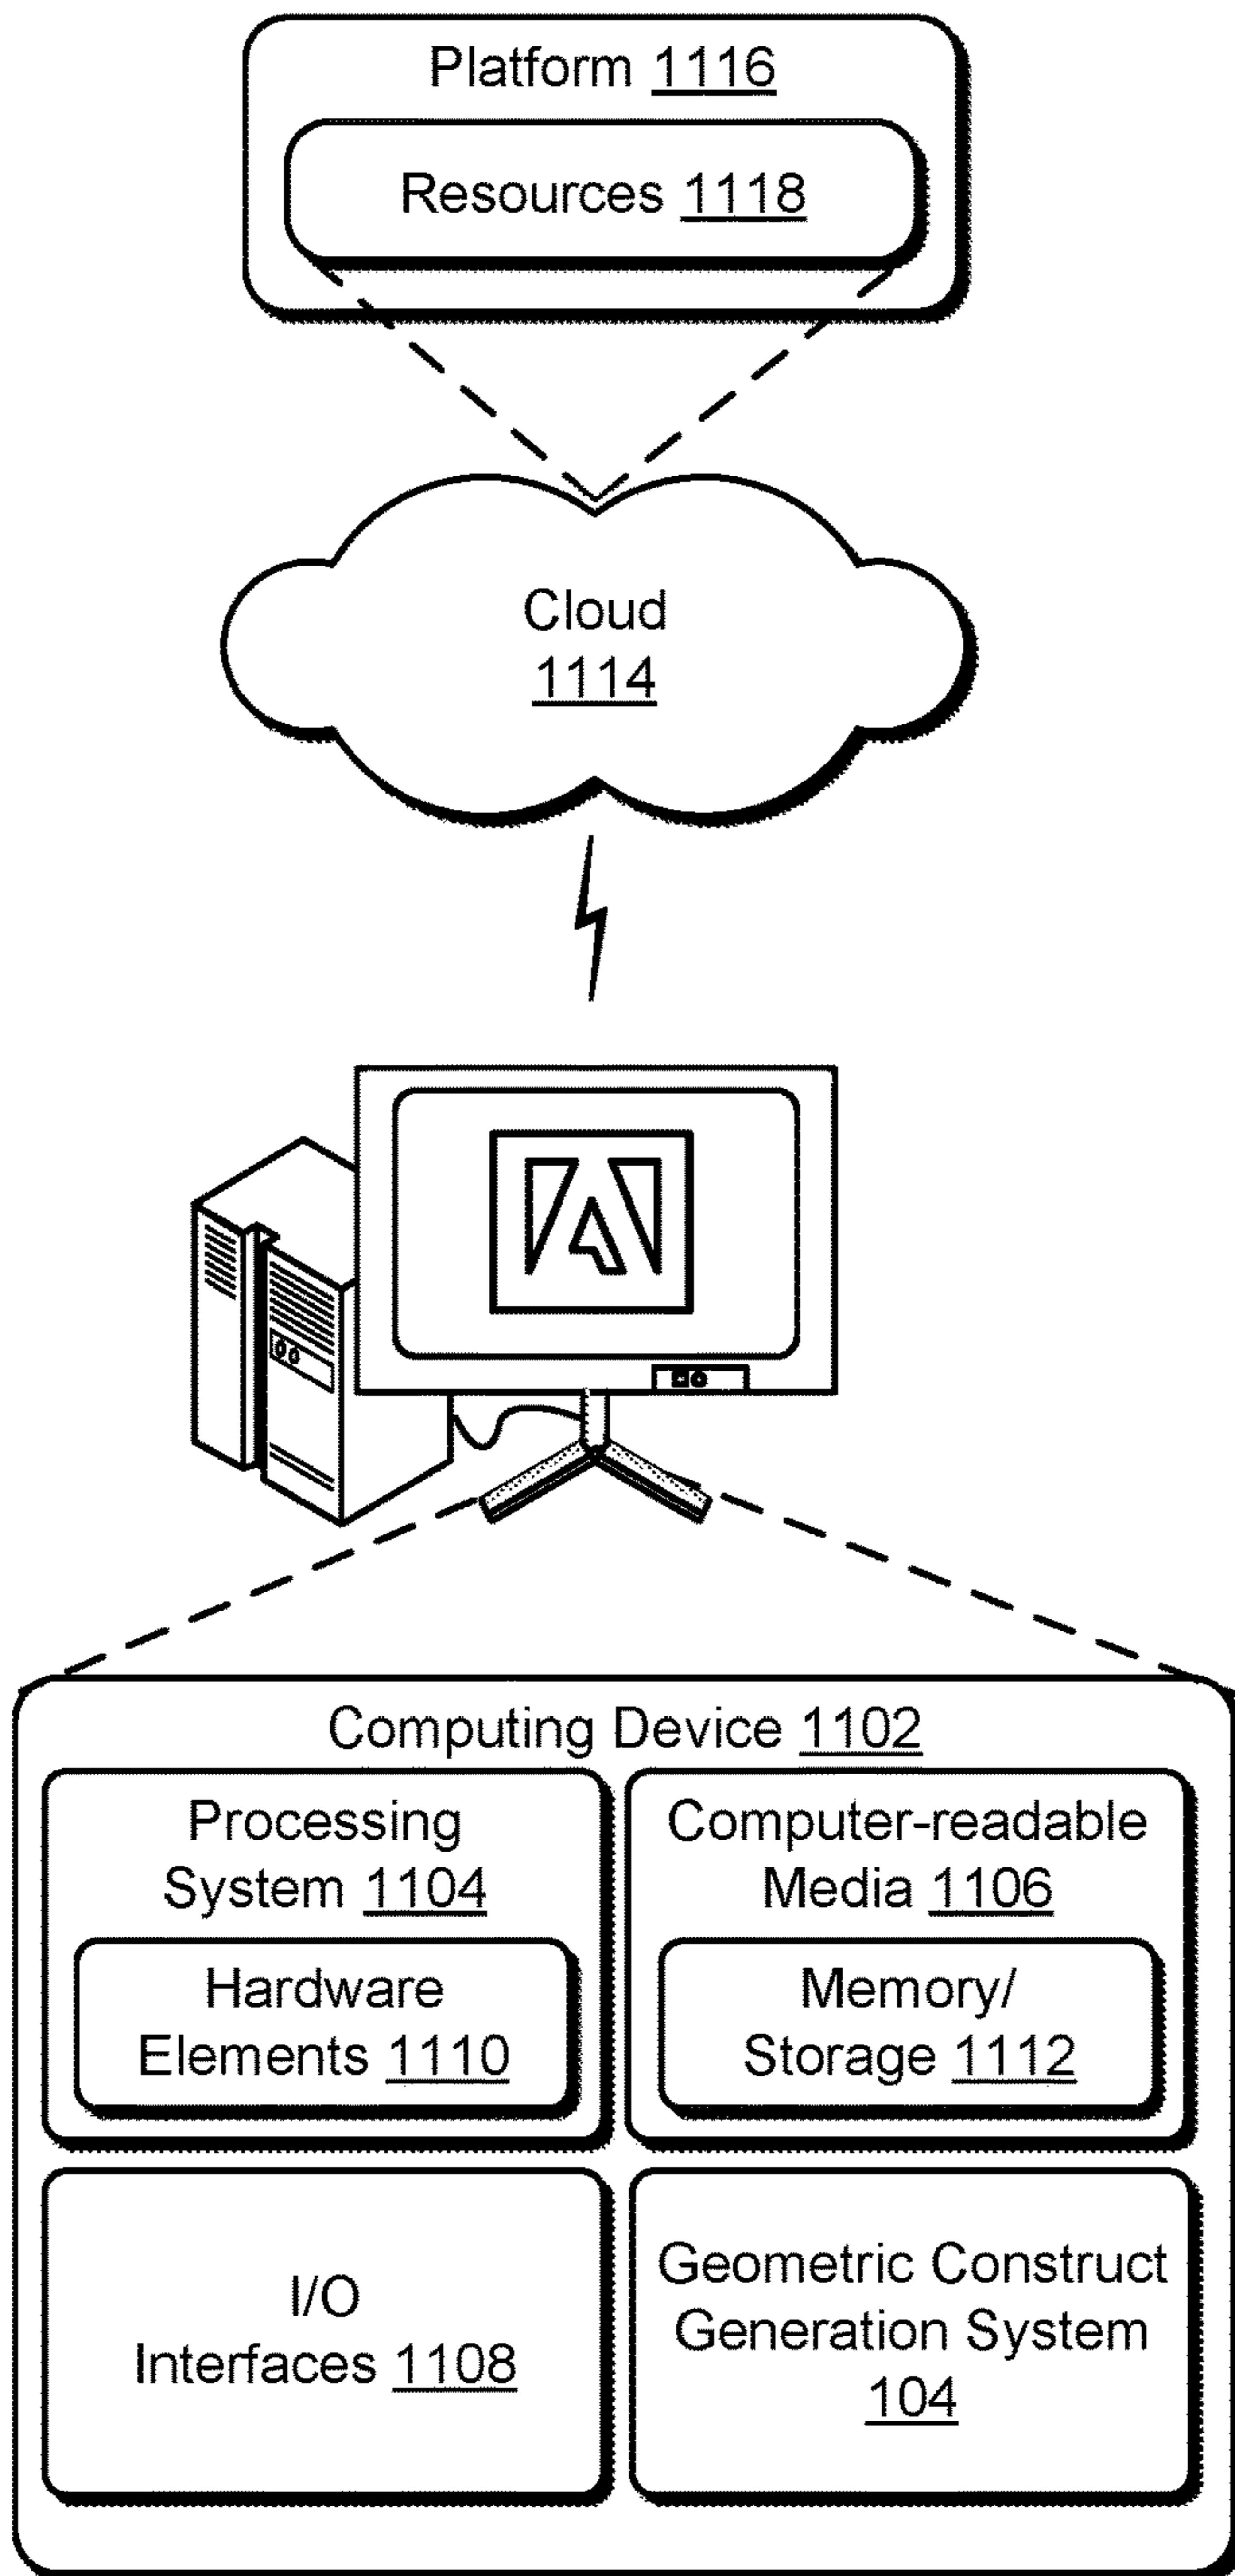 Platform 1116
Resources 1118
Cloud
1114
Computing Device 1102
Processing
System 1104
Hardware
Elements 1110
Computer-readable
Media 1106
Memory/
Storage 1112
I/O
Interfaces 1108
Geometric Construct
Generation System
104